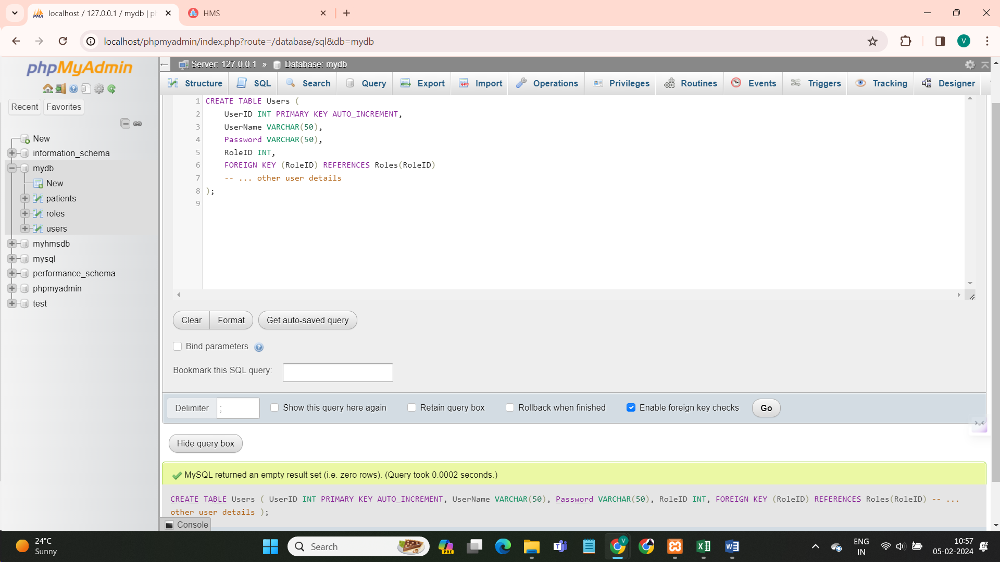 localhost / 127.0.0.1 / mydb | pl
HMS
localhost/phpmyadmin/index.php?route=/database/sql&db=mydb
V
phpMyAdmin
Recent
Favorites
New
information_schema
mydb
New
patients
roles
users
myhmsdb
mysql
performance_schema
phpmyadmin
test
Server: 127.0.0.1 » Database: mydb
Structure SQL Search Query Export Import Operations Privileges Routines Events Triggers Tracking Designer
1 CREATE TABLE Users (
2 UserID INT PRIMARY KEY AUTO_INCREMENT,
3 UserName VARCHAR(50),
4 Password VARCHAR(50),
5 RoleID INT,
6 FOREIGN KEY (RoleID) REFERENCES Roles(RoleID)
7 -- ... other user details
8 );
9
Clear Format Get auto-saved query
Bind parameters
Bookmark this SQL query:
Delimiter ; Show this query here again Retain query box Rollback when finished Enable foreign key checks Go
Hide query box
MySQL returned an empty result set (i.e. zero rows). (Query took 0.0002 seconds.)
CREATE TABLE Users ( UserID INT PRIMARY KEY AUTO_INCREMENT, UserName VARCHAR(50), Password VARCHAR(50), RoleID INT, FOREIGN KEY (RoleID) REFERENCES Roles(RoleID) -- ...
other user details );
Console
24°C
Sunny
Search
PRE
V
ENG
IN
10:57
05-02-2024